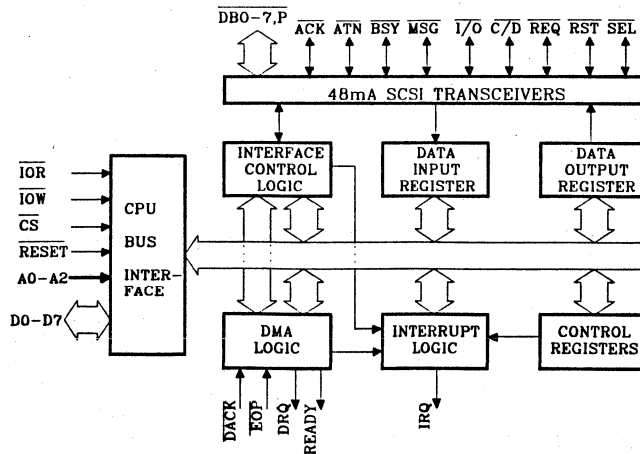 DB0-7,P
ACK ATN BSY MSG I/O C/D REQ RST SEL
48mA SCSI TRANSCEIVERS
INTERFACE
CONTROL
LOGIC
DATA
INPUT
REGISTER
DATA
OUTPUT
REGISTER
IOR
IOW
CS
RESET
A0-A2
D0-D7
CPU
BUS
INTER-
FACE
DMA
LOGIC
INTERRUPT
LOGIC
CONTROL
REGISTERS
DACK
EOP
DRQ
READY
IRQ